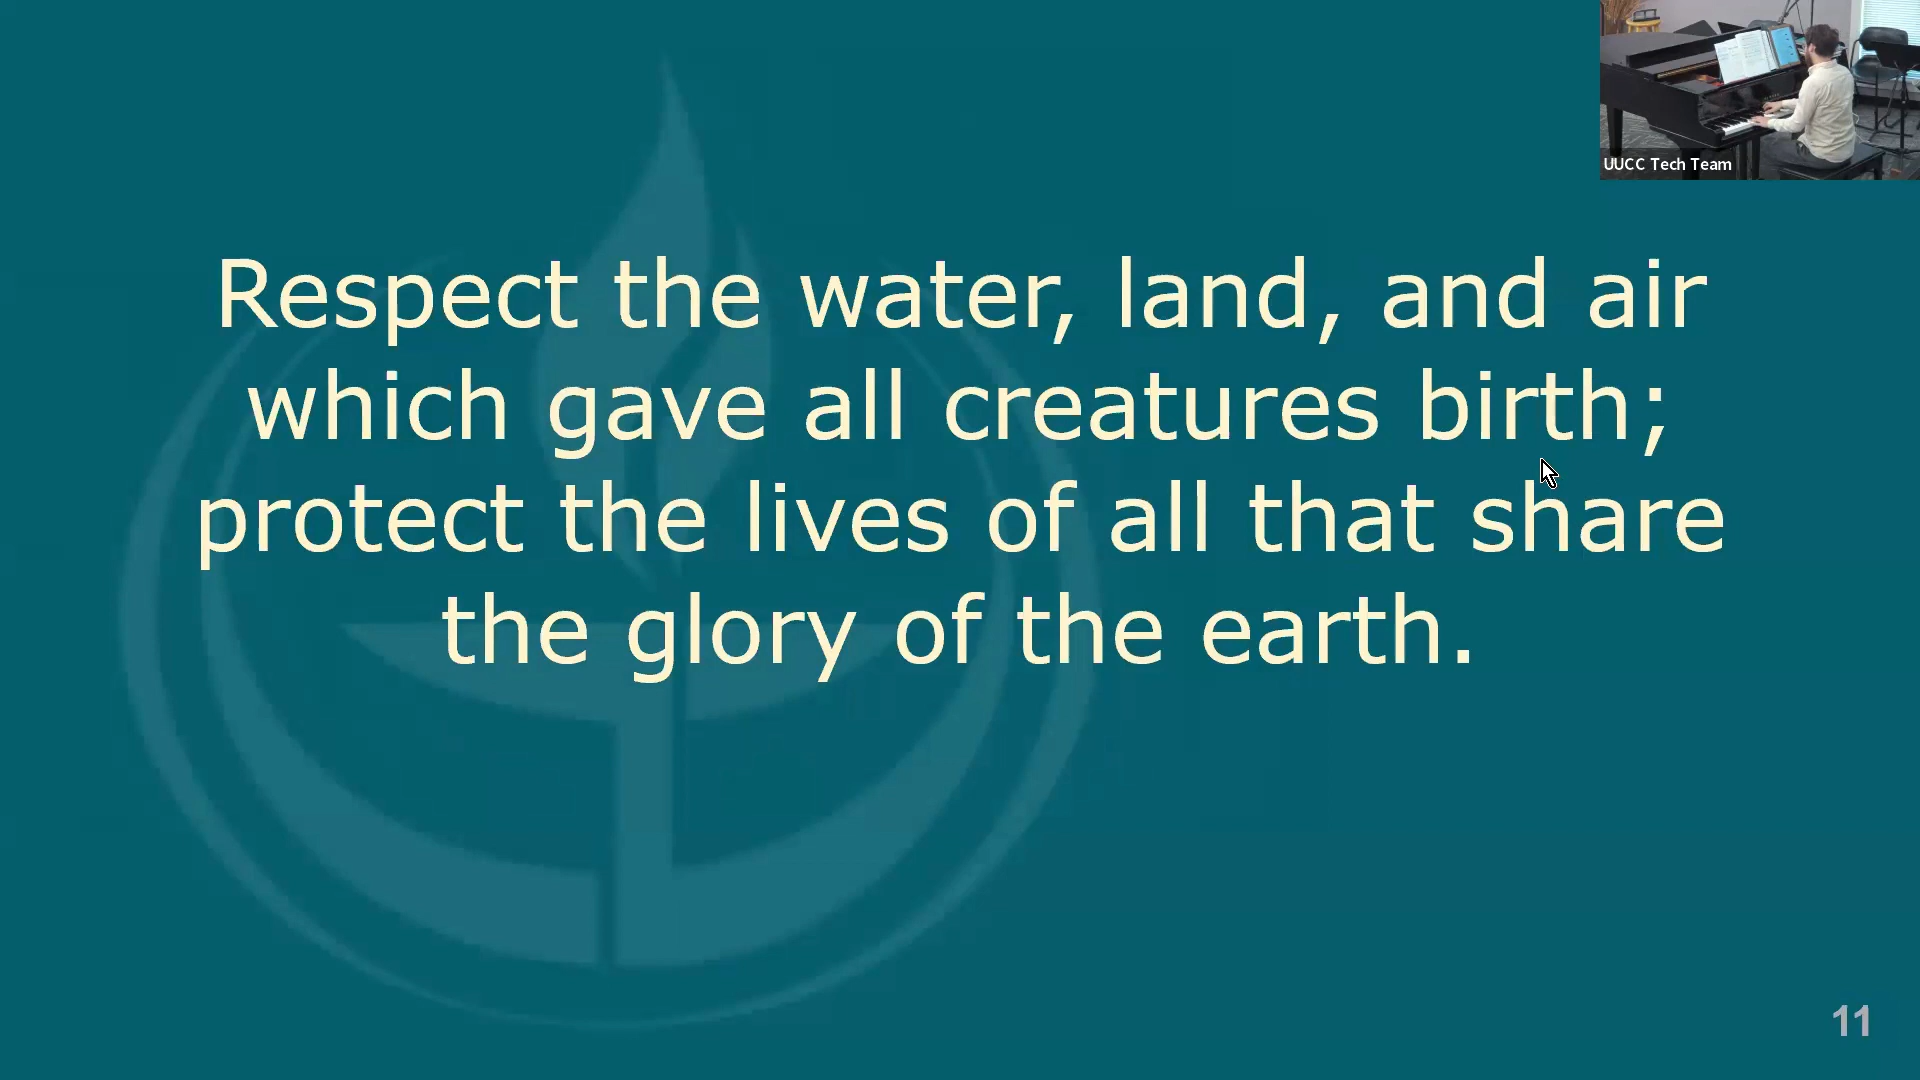 UUCC Tech Team
Respect the water, land, and air
which gave all creatures birth;
protect the lives of all that share
the glory of the earth.
11